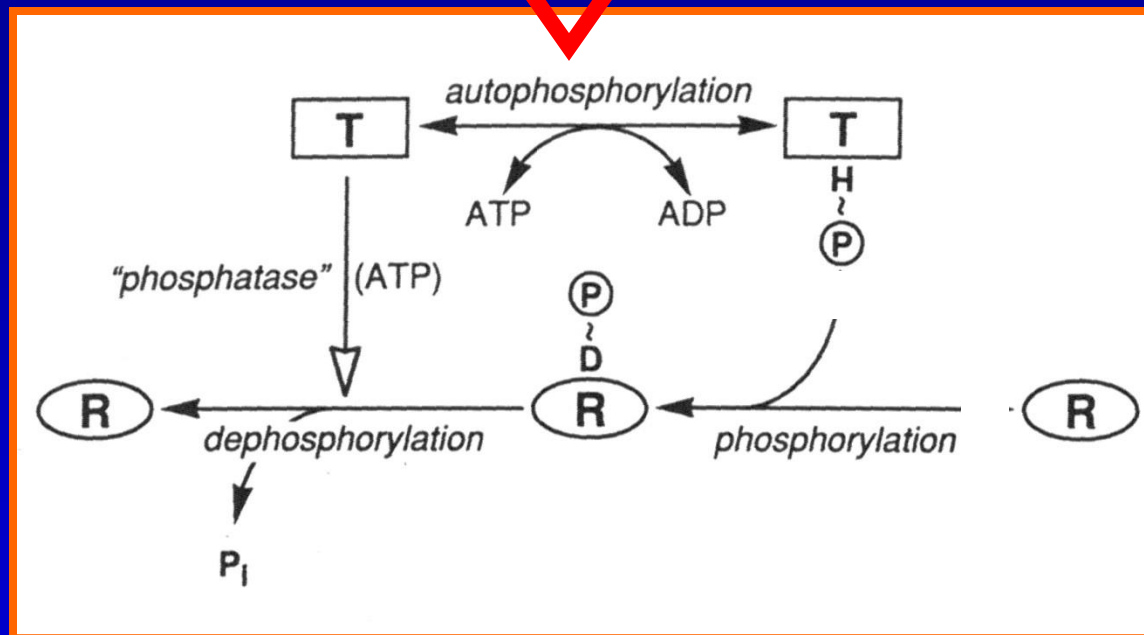 autophosphorylation
T
T
ATP
ADP
H
~
P
"phosphatase"
(ATP)
P
~
D
R
R
R
dephosphorylation
phosphorylation
Pi